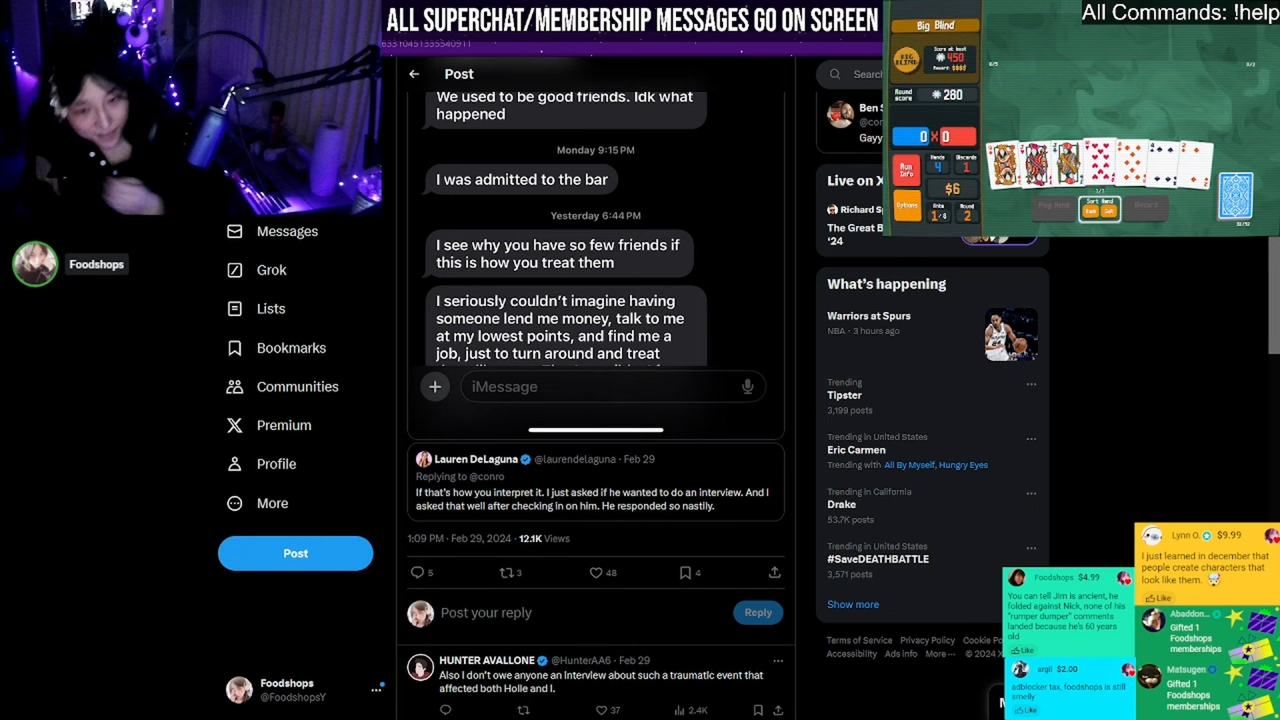 ALL SUPERCHAT/MEMBERSHIP MESSAGES GO ON SCREEN
All Commands: !help
Big Blind
Score at least
450
Reward: $$$$
Round score
280
0 X 0
Run Info
Hands
4
Discards
1
$6
Options
Ante
1/8
Round
2
Sort Hand
Rank
Suit
Post
We used to be good friends. Idk what
happened
Monday 9:15 PM
I was admitted to the bar
Yesterday 6:44 PM
I see why you have so few friends if
this is how you treat them
I seriously couldn't imagine having
someone lend me money, talk to me
at my lowest points, and find me a
job, just to turn around and treat
iMessage
Lauren DeLaguna @laurendelaguna · Feb 29
Replying to @conro
If that's how you interpret it. I just asked if he wanted to do an interview. And I
asked that well after checking in on him. He responded so nastily.
1:09 PM · Feb 29, 2024 · 12.1K Views
5
3
48
4
Post your reply
Reply
HUNTER AVALLONE @HunterAA6 · Feb 29
Also I don't owe anyone an interview about such a traumatic event that
affected both Holle and I.
37
2.4K
Foodshops
Messages
Grok
Lists
Bookmarks
Communities
Premium
Profile
More
Post
Foodshops
@FoodshopsY
Search
Ben S
@con
Gayy
Live on X
Richard Sp
The Great B
'24
What's happening
Warriors at Spurs
NBA · 3 hours ago
Trending
Tipster
3,199 posts
Trending in United States
Eric Carmen
Trending with All By Myself, Hungry Eyes
Trending in California
Drake
53.7K posts
Trending in United States
#SaveDEATHBATTLE
3,571 posts
Show more
Terms of Service Privacy Policy Cookie Po
Accessibility Ads info More ··· © 2024 X
Lynn O. $9.99
I just learned in december that
people create characters that
look like them.
Like
Foodshops $4.99
You can tell Jim is ancient, he
folded against Nick, none of his
"rumper dumper" comments
landed because he's 60 years
old
Like
argil $2.00
adblocker tax, foodshops is still
smelly
Like
Abaddon...
Gifted 1
Foodshops
memberships
Matsugen
Gifted 1
Foodshops
memberships